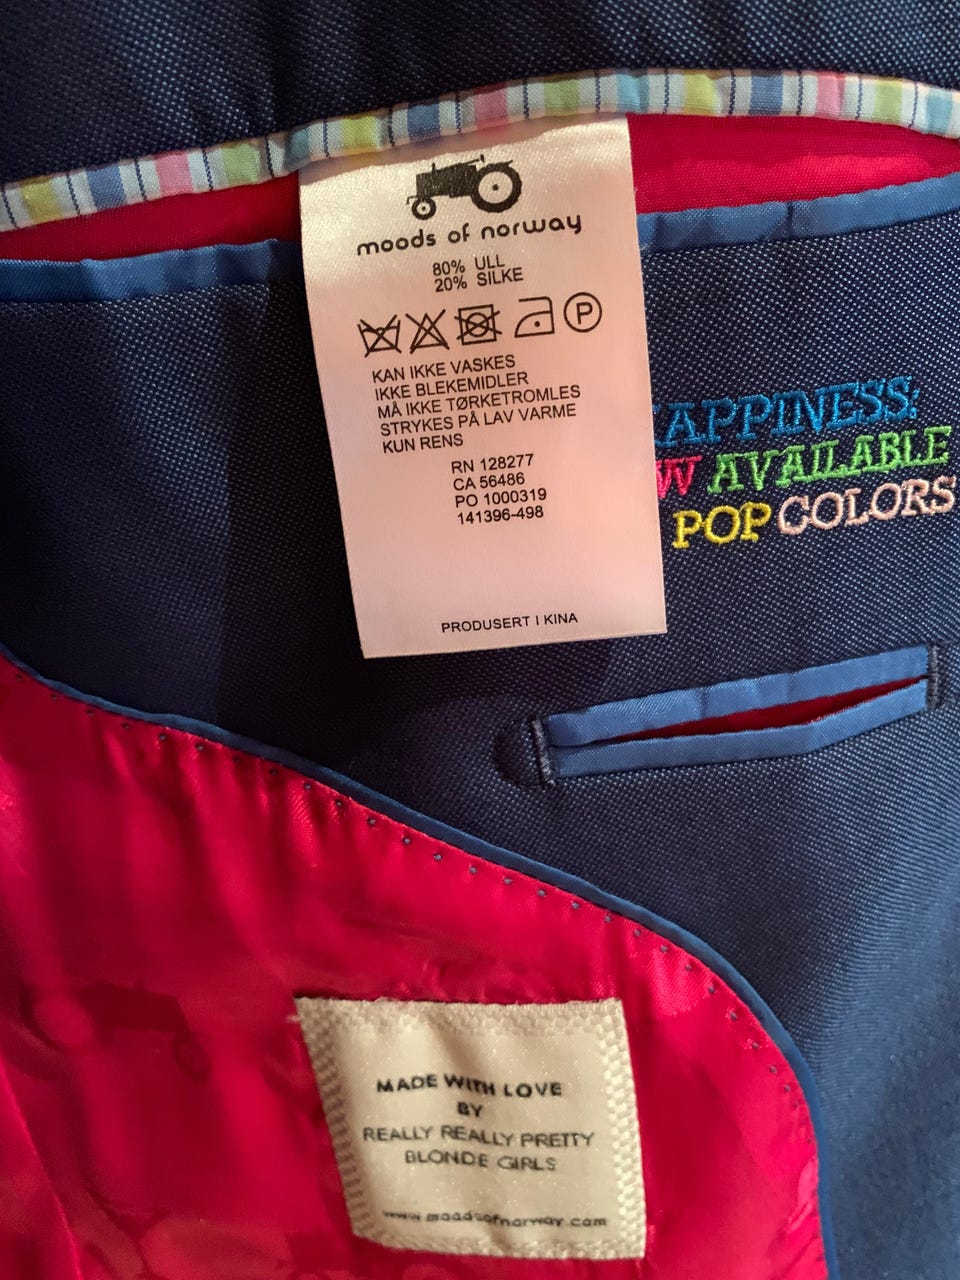 moods of norway
80% ULL
20% SILKE
P
KAN IKKE VASKES
IKKE BLEKEMIDLER
MÅ IKKE TØRKETROMLES
STRYKES PÅ LAV VARME
KUN RENS
RN 128277
CA 56486
PO 1000319
141396-498
PRODUSERT I KINA
APPINESS:
W AVAILABLE
POP COLORS
MADE WITH LOVE
BY
REALLY REALLY PRETTY
BLONDE GIRLS
www.moodsofnorway.com